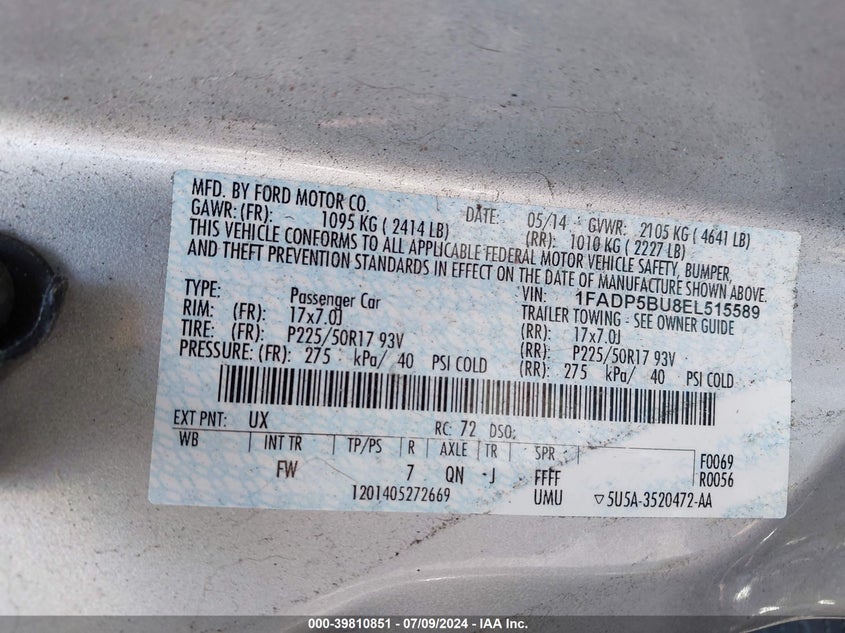 MFD. BY FORD MOTOR CO. DATE: 05/14 GVWR: 2105 KG (4641 LB)
GAWR:(FR): 1095 KG ( 2414 LB) (RR): 1010 KG ( 2227 LB)
THIS VEHICLE CONFORMS TO ALL APPLICABLE FEDERAL MOTOR VEHICLE SAFETY, BUMPER,
AND THEFT PREVENTION STANDARDS IN EFFECT ON THE DATE OF MANUFACTURE SHOWN ABOVE.
VIN: 1FADP5BU8EL515589
TYPE: Passenger Car TRAILER TOWING - SEE OWNER GUIDE
RIM: (FR): 17x7.0J (RR): 17x7.0J
TIRE: (FR): P225/50R17 93V (RR): P225/50R17 93V
PRESSURE: (FR): 275 kPa/ 40 PSI COLD (RR): 275 kPa/ 40 PSI COLD
EXT PNT: UX RC: 72 DSO:
WB INT TR TP/PS R AXLE TR SPR F0069
FW 7 QN J FFFF R0056
1201405272669 UMU ▽5U5A-3520472-AA
000-39810851 - 07/09/2024 - IAA Inc.